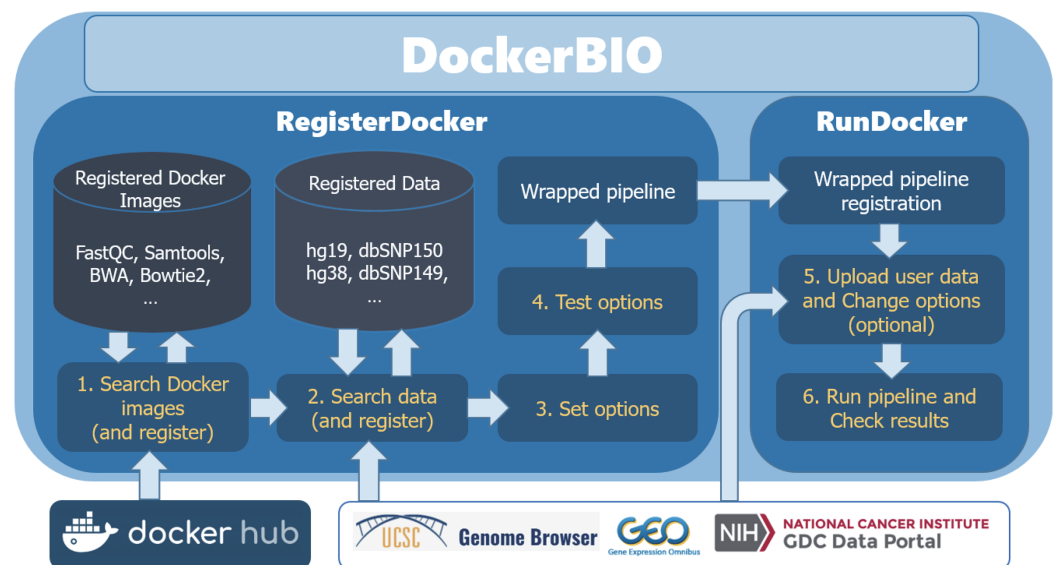 DockerBIO
RegisterDocker
Registered Docker
Images
FastQC, Samtools,
BWA, Bowtie2,
...
Registered Data
hg19, dbSNP150
hg38, dbSNP149,
...
Wrapped pipeline
4. Test options
1. Search Docker
images
(and register)
2. Search data
(and register)
3. Set options
RunDocker
Wrapped pipeline
registration
5. Upload user data
and Change options
(optional)
6. Run pipeline and
Check results
docker hub
UCSC Genome Browser
GEO
Gene Expression Omnibus
NIH
NATIONAL CANCER INSTITUTE
GDC Data Portal